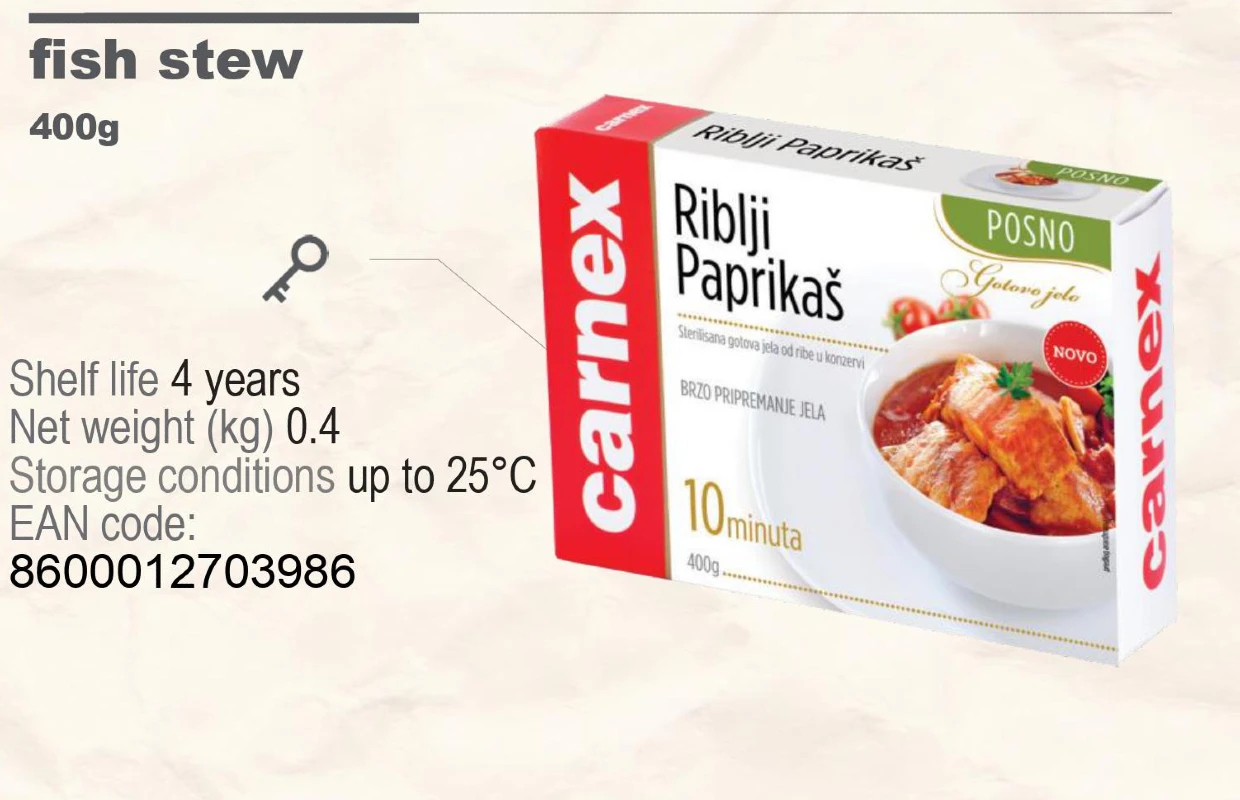 fish stew
400g
Shelf life 4 years
Net weight (kg) 0.4
Storage conditions up to 25°C
EAN code:
8600012703986
carnex
Riblji Paprikaš
POSNO
carnex
Riblji
Paprikaš
POSNO
Gotovo jelo
NOVO
Sterilisana gotova jela od ribe u konzervi
BRZO PRIPREMANJE JELA
10 minuta
400g
carnex